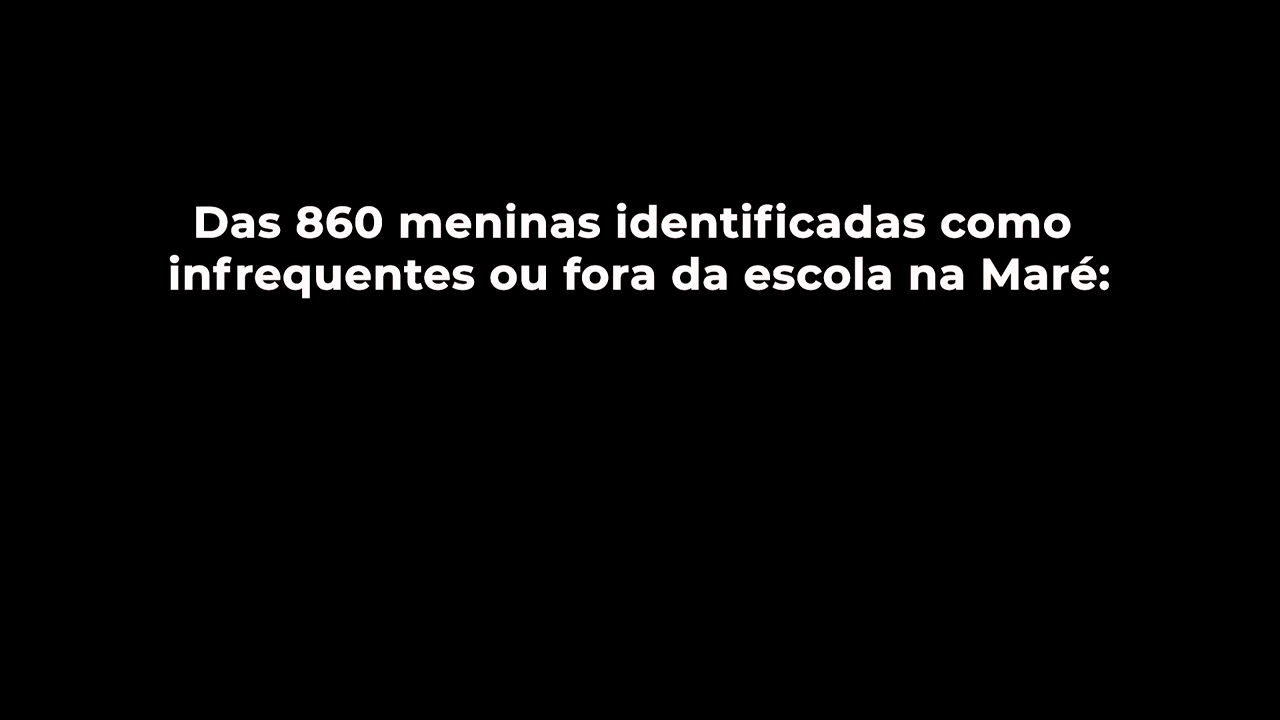 Das 860 meninas identificadas como
infrequentes ou fora da escola na Maré: